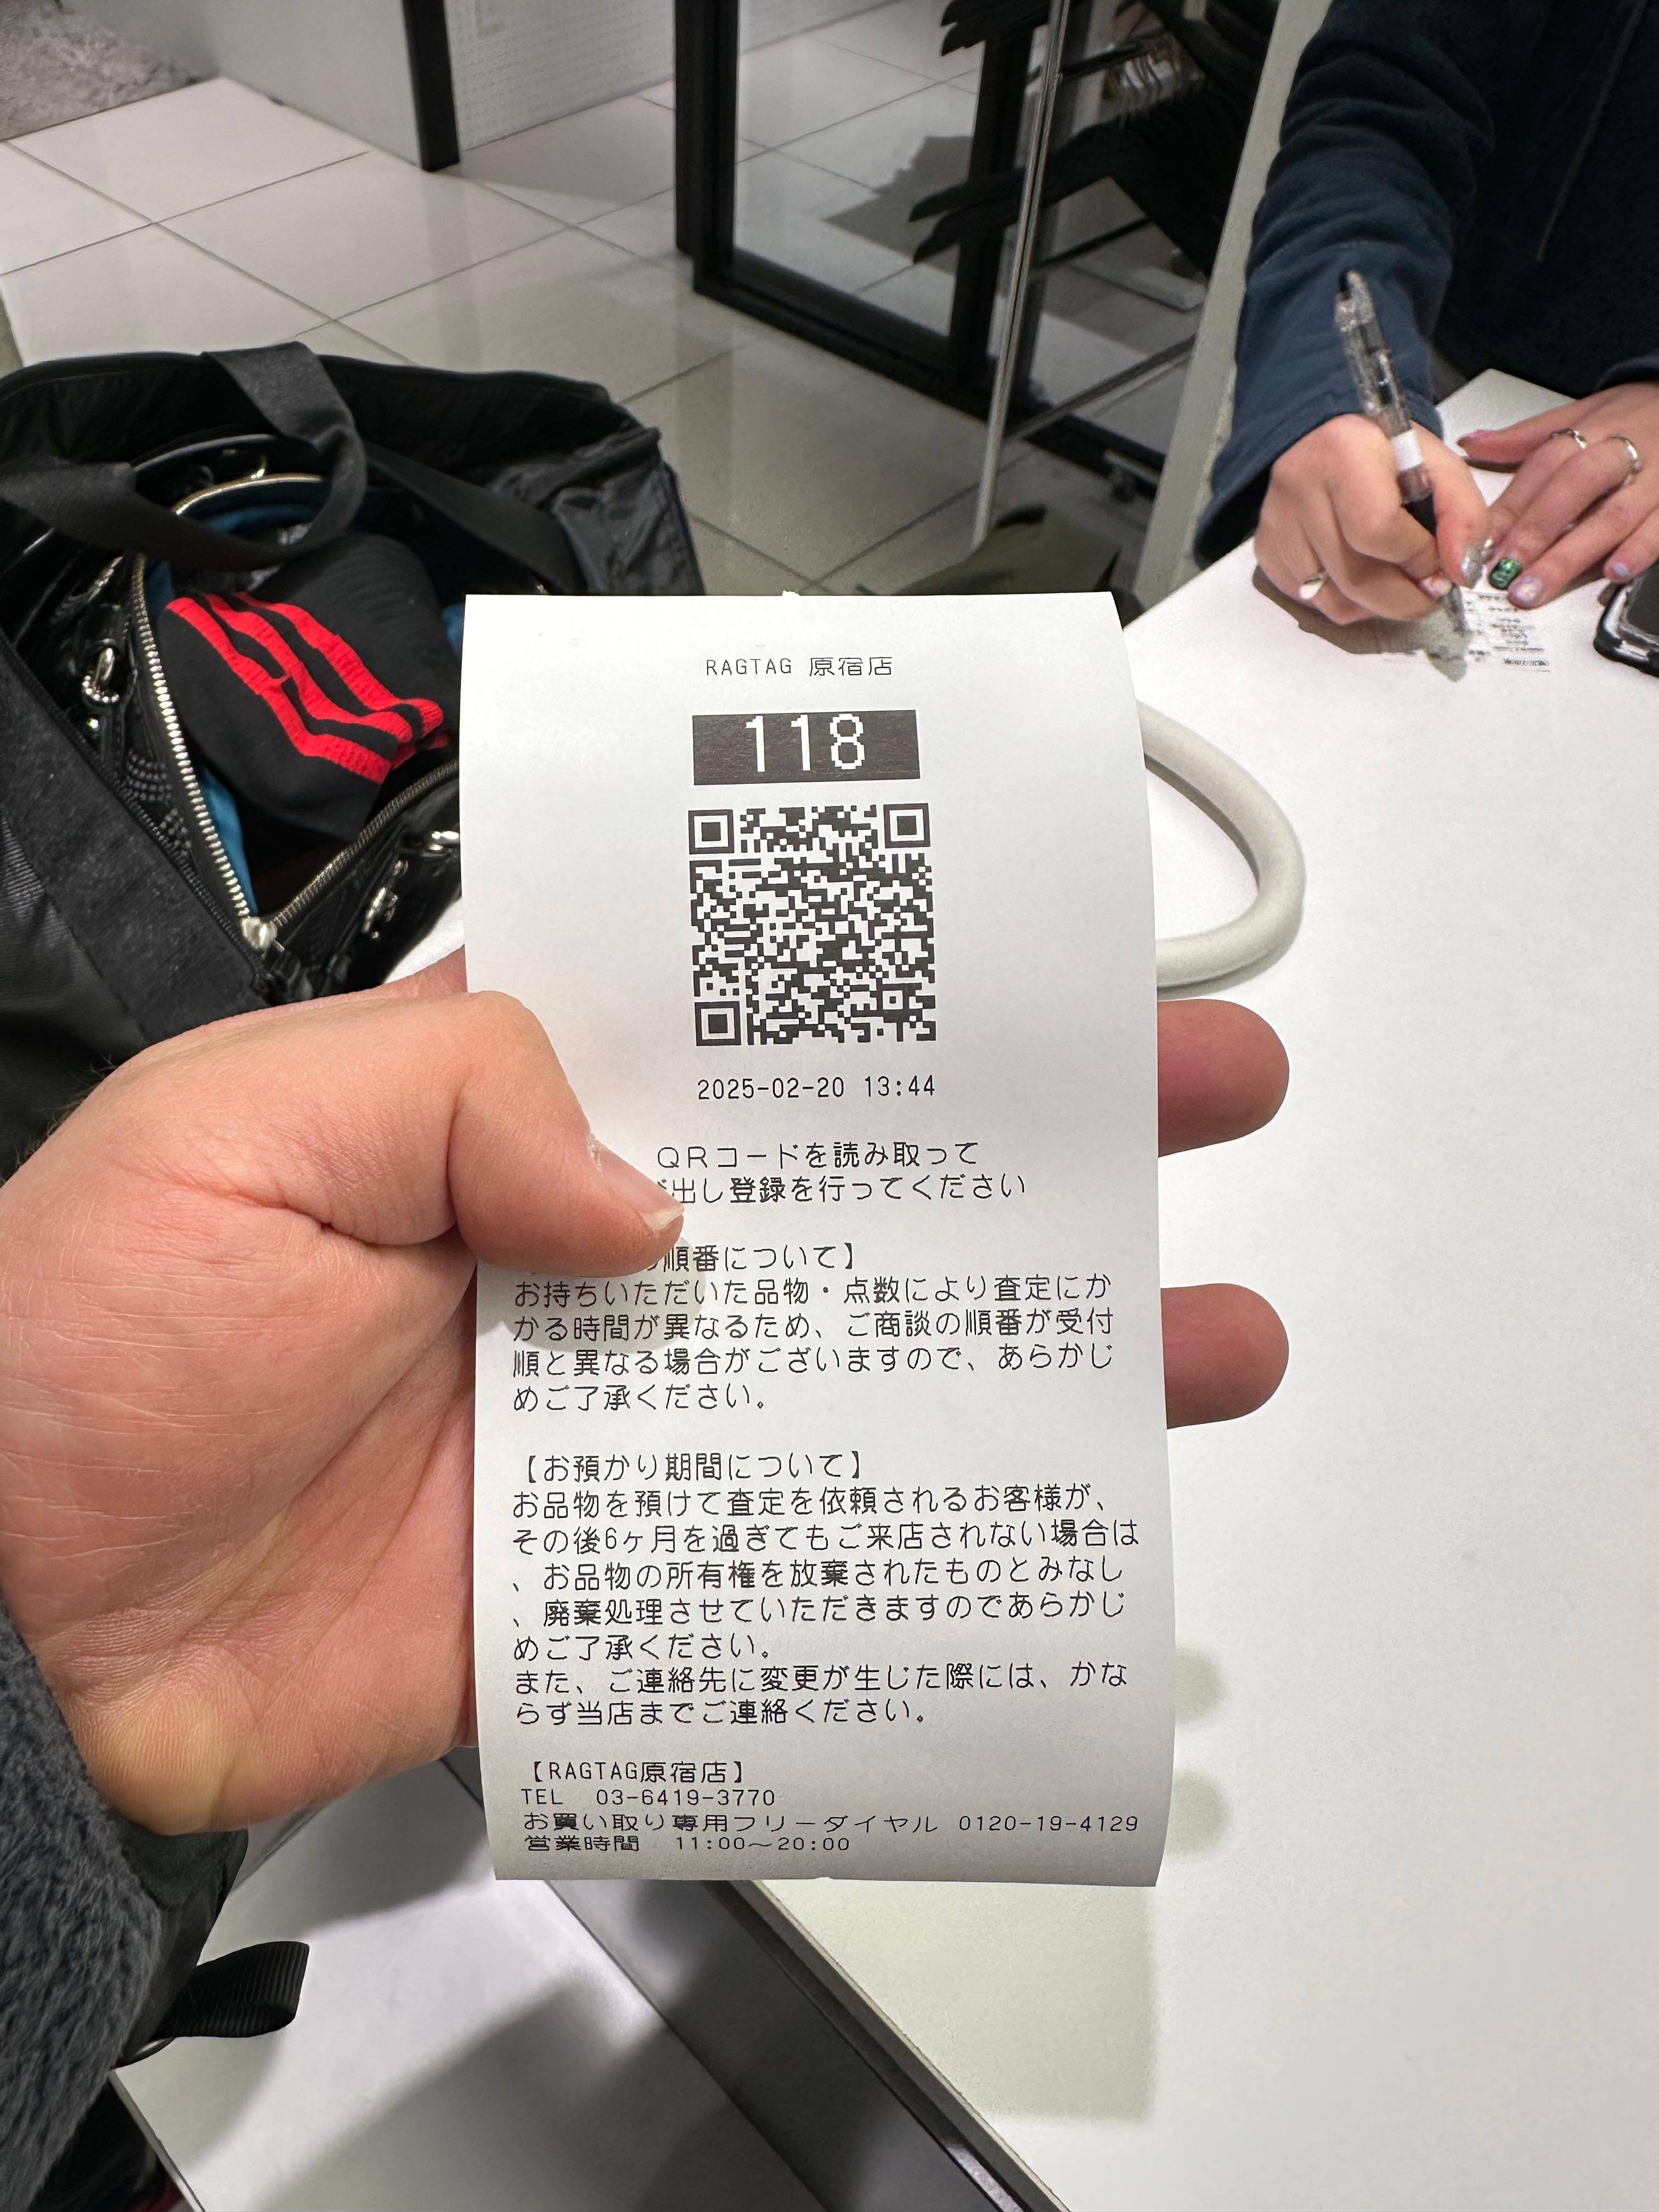 RAGTAG 原宿店
118
2025-02-20 13:44
QRコードを読み取って
出し登録を行ってください
順番について】
お持ちいただいた品物・点数により査定にか
かる時間が異なるため、ご商談の順番が受付
順と異なる場合がございますので、あらかじ
めご了承ください。
【お預かり期間について】
お品物を預けて査定を依頼されるお客様が、
その後6ヶ月を過ぎてもご来店されない場合は
、お品物の所有権を放棄されたものとみなし
、廃棄処理させていただきますのであらかじ
めご了承ください。
また、ご連絡先に変更が生じた際には、かな
らず当店までご連絡ください。
【RAGTAG原宿店】
TEL 03-6419-3770
お買い取り専用フリーダイヤル 0120-19-4129
営業時間 11:00～20:00